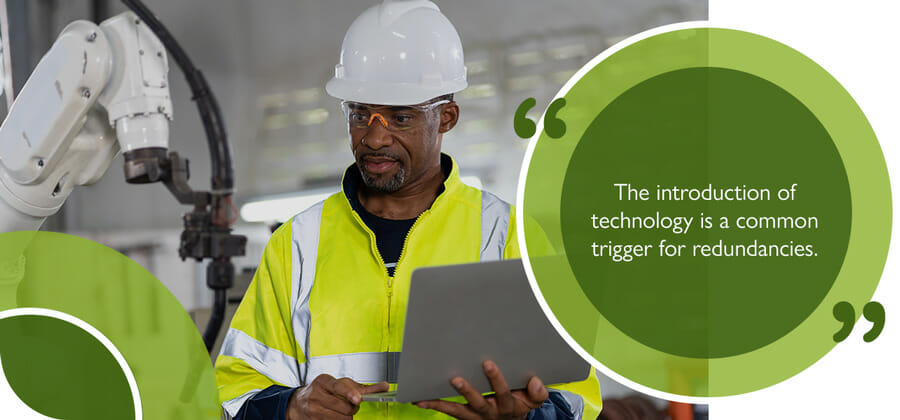 The introduction of
technology is a common
trigger for redundancies.